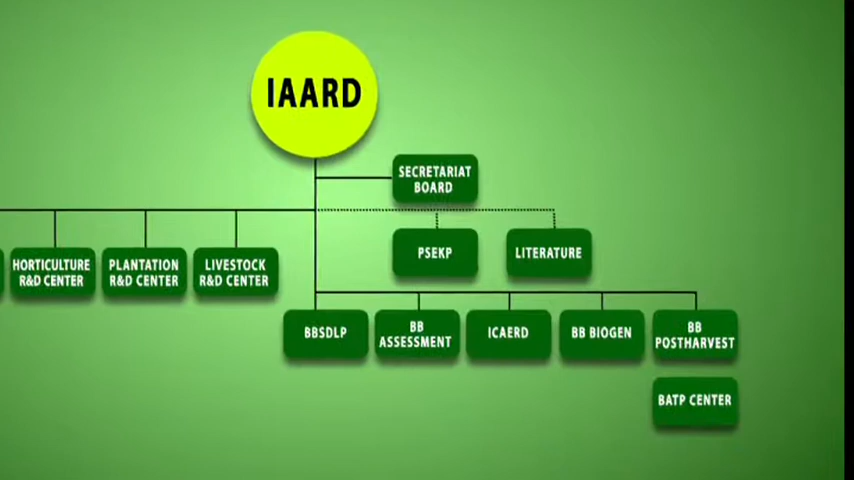 IAARD
SECRETARIAT
BOARD
HORTICULTURE
R&D CENTER
PLANTATION
R&D CENTER
LIVESTOCK
R&D CENTER
PSEKP
LITERATURE
BBSDLP
BB
ASSESSMENT
ICAERD
BB BIOGEN
BB
POSTHARVEST
BATP CENTER